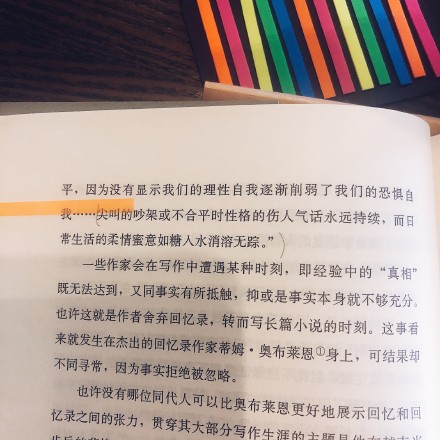 平，因为没有显示我们的理性自我逐渐削弱了我们的恐惧自
我……尖叫的吵架或不合平时性格的伤人气话永远持续，而日
常生活的柔情蜜意如糖入水消溶无踪。”
一些作家会在写作中遭遇某种时刻，即经验中的“真相”
既无法达到，又同事实有所抵触，抑或是事实本身就不够充分。
也许这就是作者舍弃回忆录，转而写长篇小说的时刻。这事看
来就发生在杰出的回忆录作家蒂姆·奥布莱恩①身上，可结果却
不同寻常，因为事实拒绝被忽略。
也许没有哪位同代人可以比奥布莱恩更好地展示回忆和回
忆录之间的张力，贯穿其大部分写作生涯的主题是他在